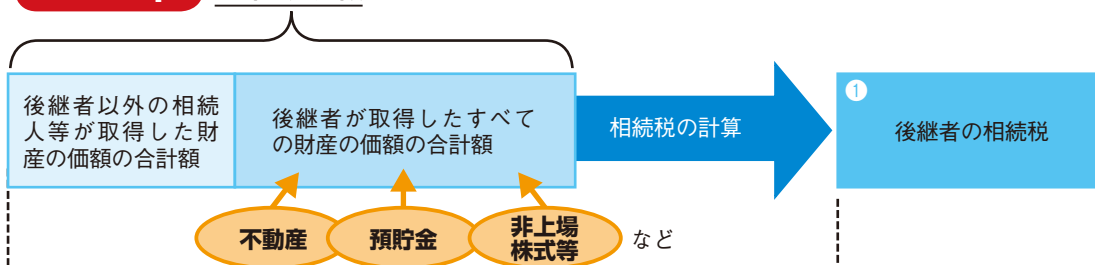 後継者以外の相続
人等が取得した財
産の価額の合計額
後継者が取得したすべて
の財産の価額の合計額
相続税の計算
❶
後継者の相続税
不動産
預貯金
非上場
株式等
など